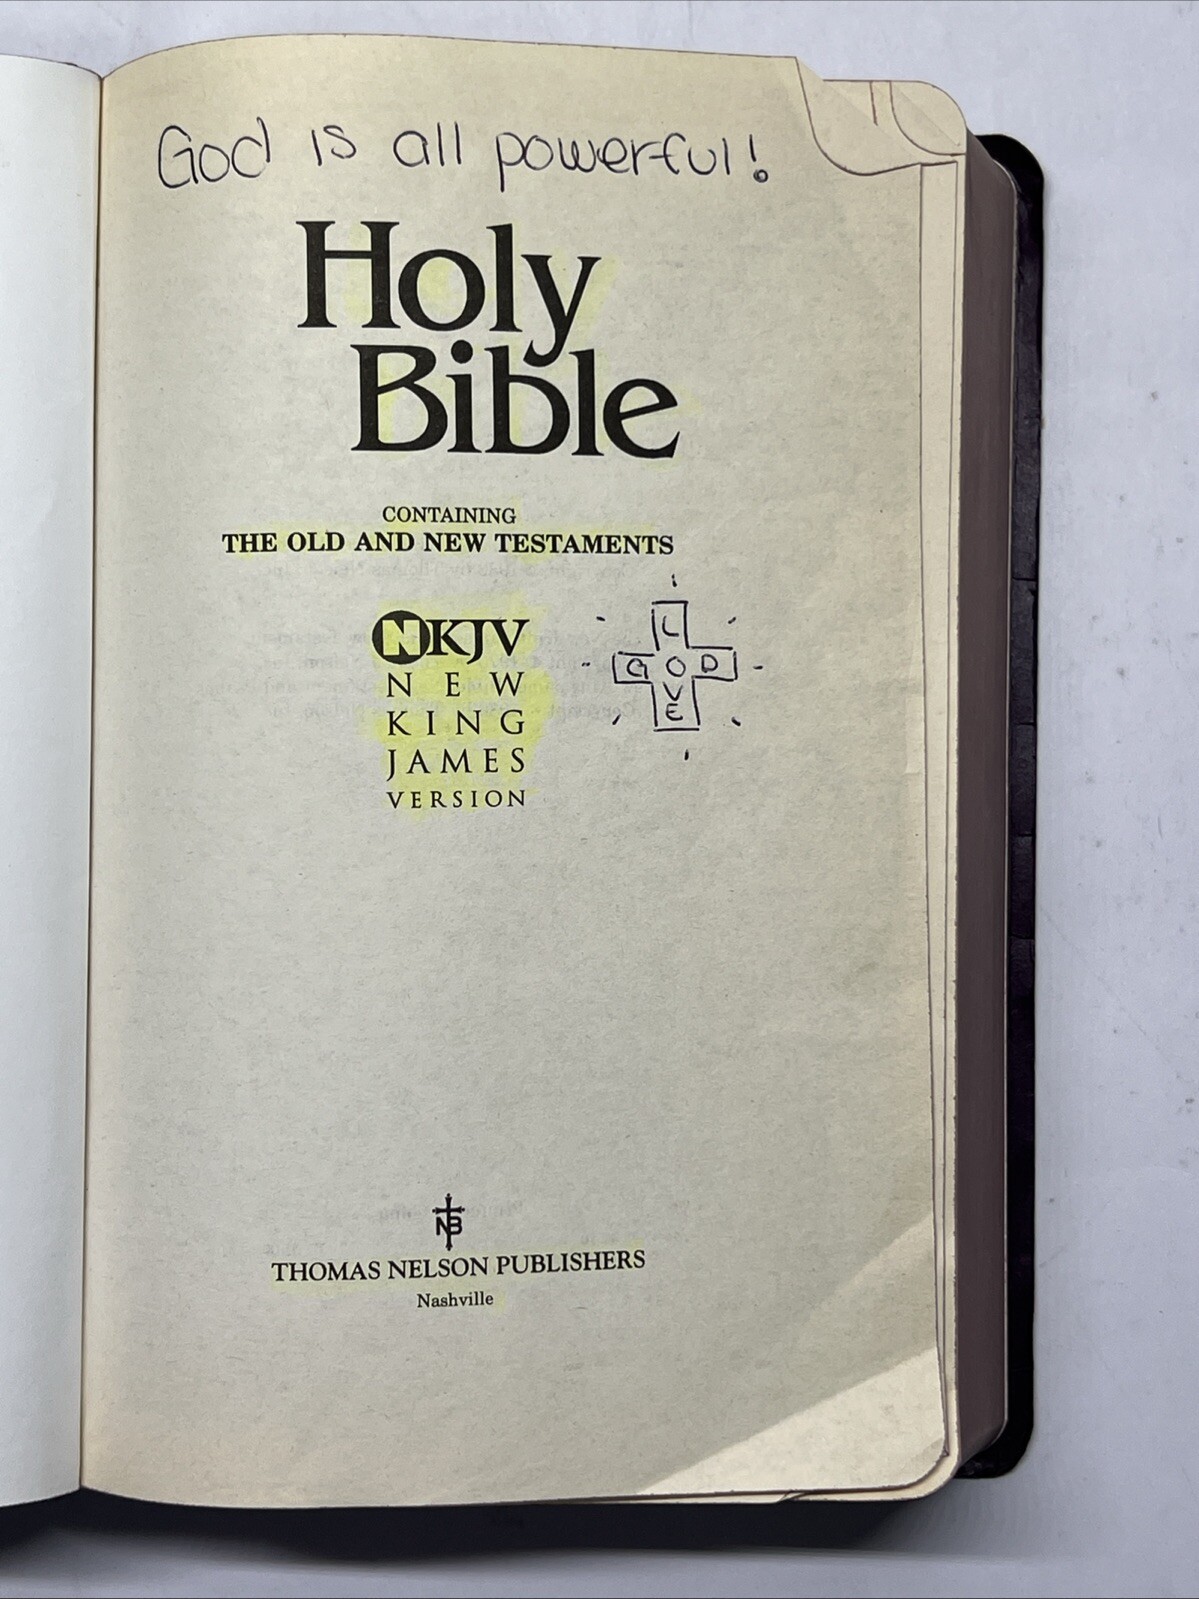 God is all powerful!
Holy
Bible
CONTAINING
THE OLD AND NEW TESTAMENTS
NKJV
NEW
KING
JAMES
VERSION
L
GOD
V
E
NB
THOMAS NELSON PUBLISHERS
Nashville